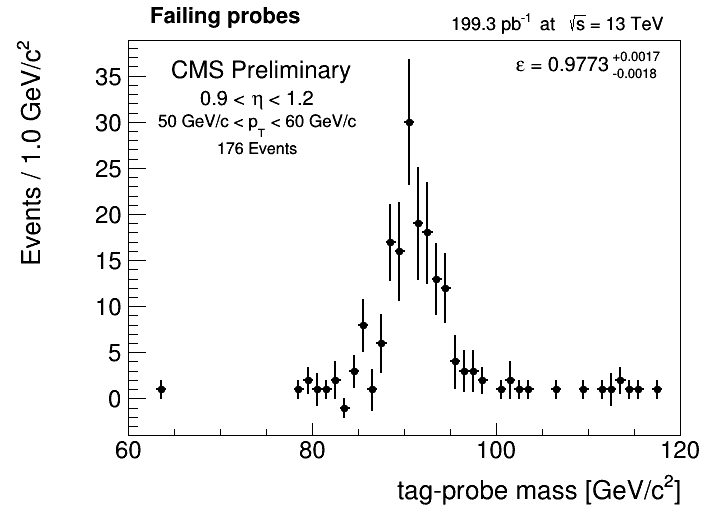 Failing probes
199.3 pb⁻¹ at √s = 13 TeV
CMS Preliminary
ε = 0.9773 +0.0017 -0.0018
0.9 < η < 1.2
50 GeV/c < p_T < 60 GeV/c
176 Events
Events / 1.0 GeV/c²
35
30
25
20
15
10
5
0
60 80 100 120
tag-probe mass [GeV/c²]